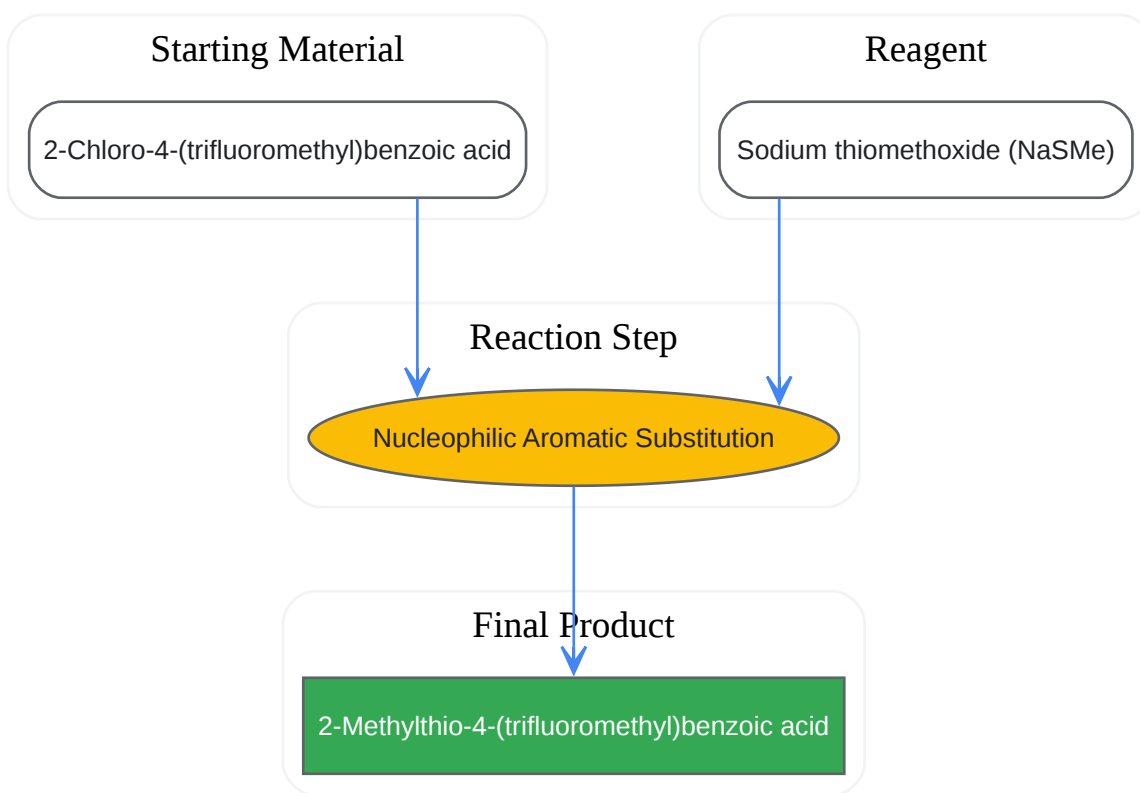 Starting Material
Reagent
2-Chloro-4-(trifluoromethyl)benzoic acid
Sodium thiomethoxide (NaSMe)
Reaction Step
Nucleophilic Aromatic Substitution
Final Product
2-Methylthio-4-(trifluoromethyl)benzoic acid